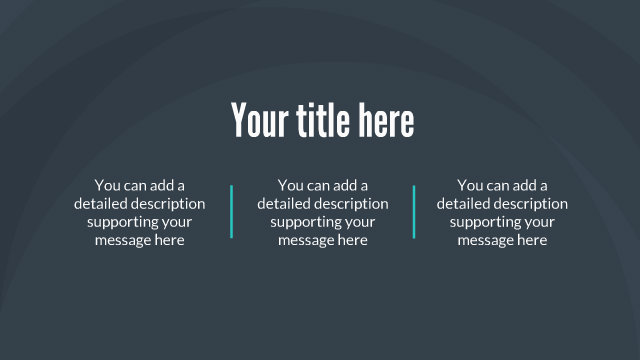 Your title here
You can add a
detailed description
supporting your
message here
You can add a
detailed description
supporting your
message here
You can add a
detailed description
supporting your
message here